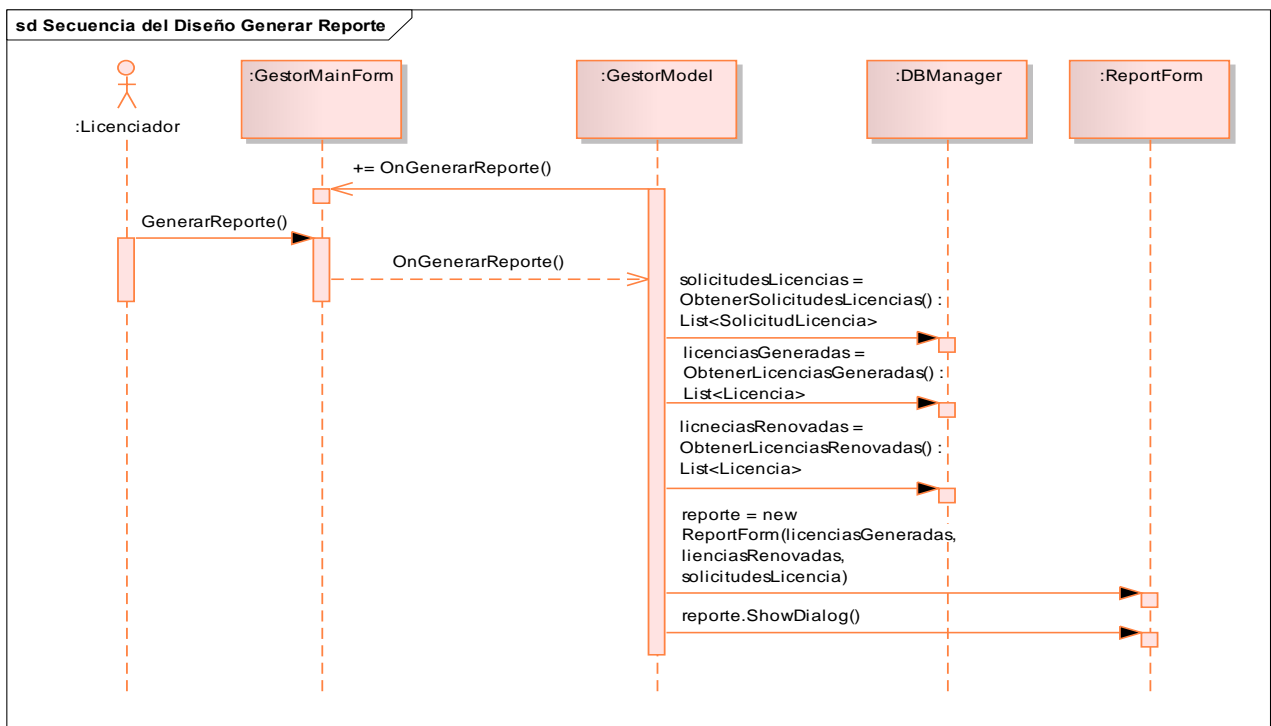 sd Secuencia del Diseño Generar Reporte
:GestorMainForm
:GestorModel
:DBManager
:ReportForm
:Licenciador
+= OnGenerarReporte()
GenerarReporte()
OnGenerarReporte()
solicitudesLicencias =
ObtenerSolicitudesLicencias() :
List<SolicitudLicencia>
licenciasGeneradas =
ObtenerLicenciasGeneradas() :
List<Licencia>
licneciasRenovadas =
ObtenerLicenciasRenovadas() :
List<Licencia>
reporte = new
ReportForm(licenciasGeneradas,
lienciasRenovadas,
solicitudesLicencia)
reporte.ShowDialog()